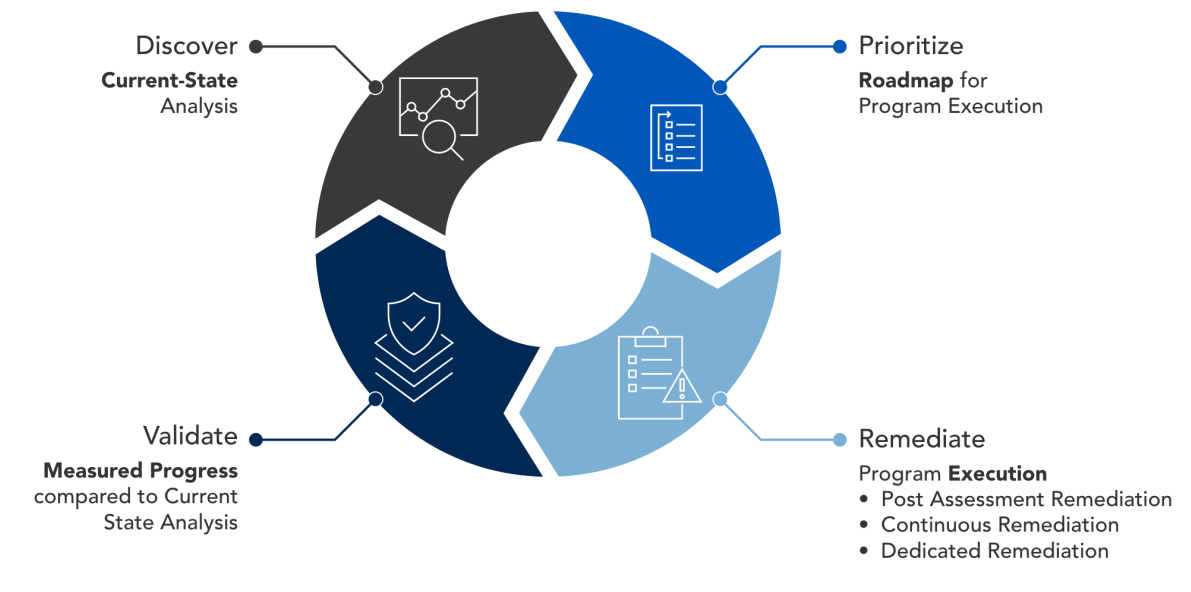 Discover
Current-State
Analysis
Prioritize
Roadmap for
Program Execution
Validate
Measured Progress
compared to Current
State Analysis
Remediate
Program Execution
• Post Assessment Remediation
• Continuous Remediation
• Dedicated Remediation